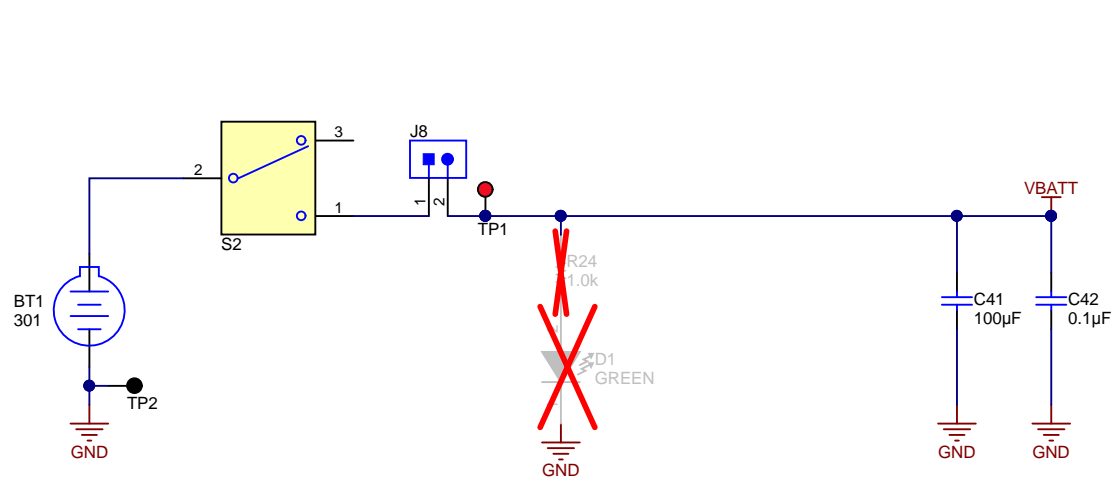 J8
3
2
1
1
2
S2
TP1
VBATT
R24
1.0k
BT1
301
C41
100µF
C42
0.1µF
D1
GREEN
TP2
GND
GND
GND
GND